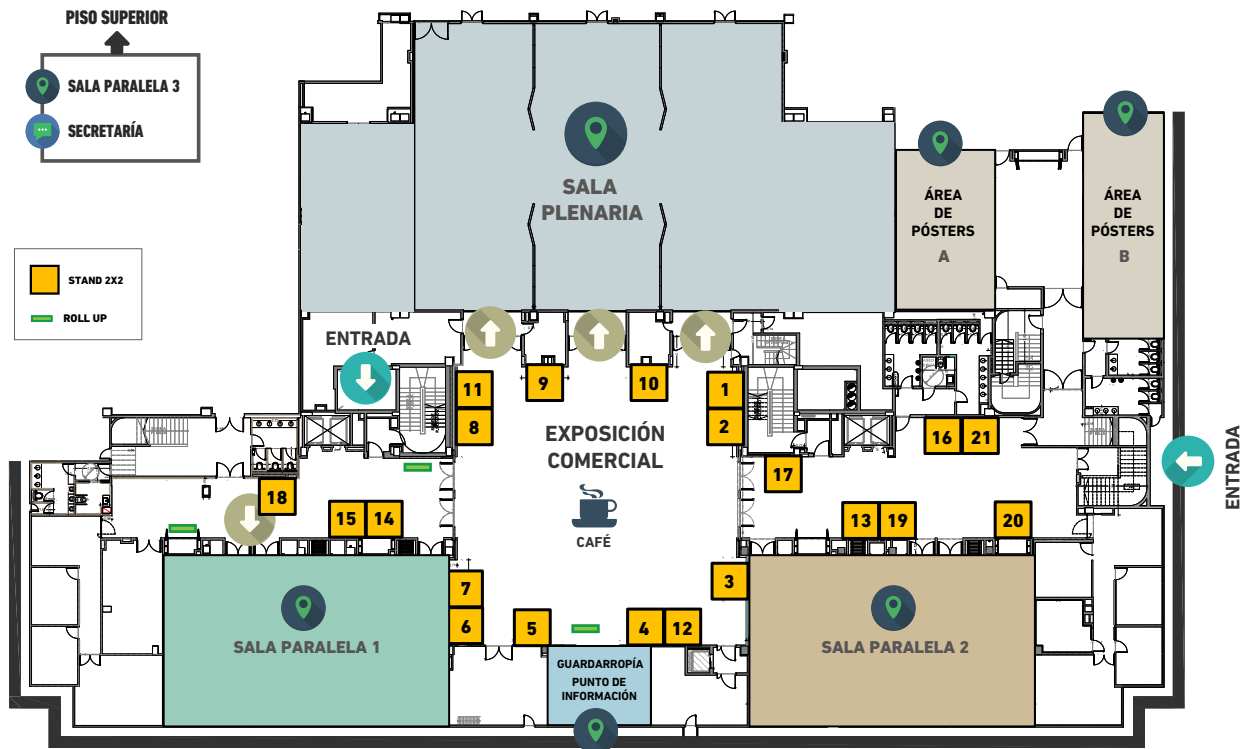 PISO SUPERIOR
SALA PARALELA 3
SECRETARÍA
STAND 2X2
ROLL UP
SALA
PLENARIA
ÁREA
DE
PÓSTERS
A
ÁREA
DE
PÓSTERS
B
ENTRADA
11
9
10
1
8
2
EXPOSICIÓN
COMERCIAL
CAFÉ
16
21
17
ENTRADA
18
15
14
13
19
20
7
3
6
5
4
12
SALA PARALELA 1
SALA PARALELA 2
GUARDARROPÍA
PUNTO DE
INFORMACIÓN